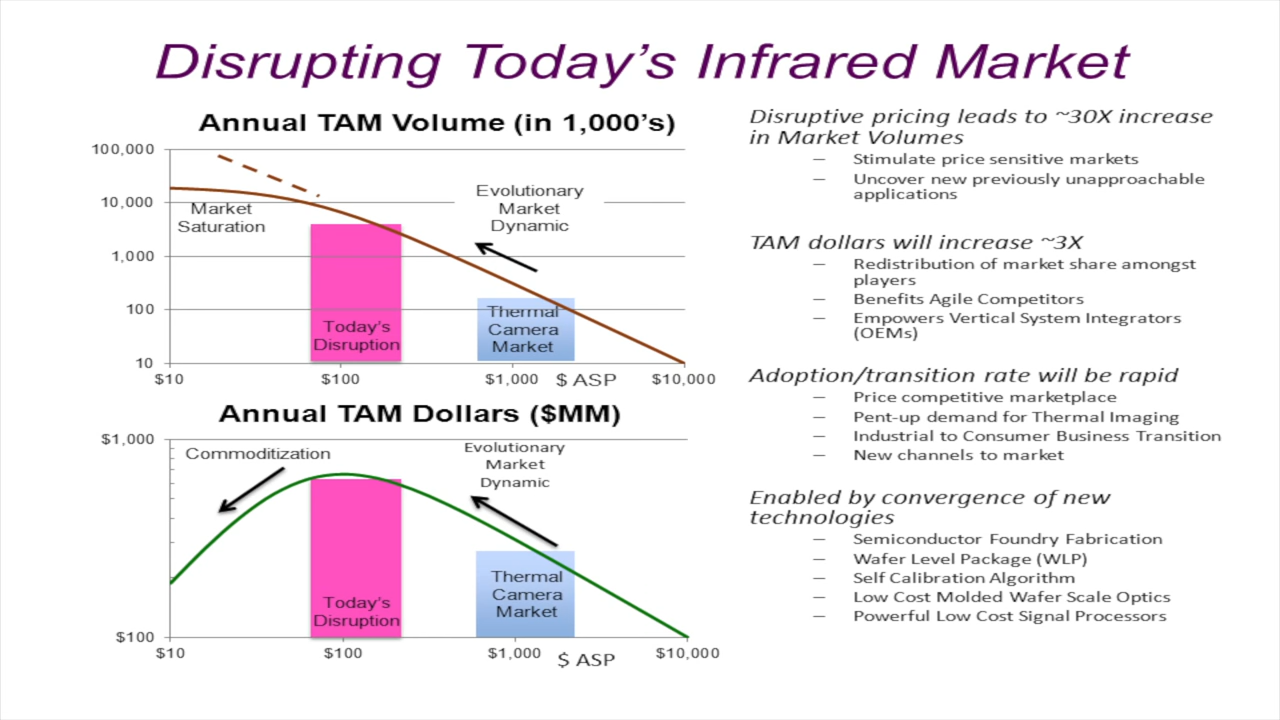 Disrupting Today's Infrared Market
Annual TAM Volume (in 1,000's)
100,000
10,000
1,000
100
10
Market
Saturation
Evolutionary
Market
Dynamic
Today's
Disruption
Thermal
Camera
Market
$10
$100
$1,000
$ ASP
$10,000
Annual TAM Dollars ($MM)
$1,000
$100
Commoditization
Evolutionary
Market
Dynamic
Today's
Disruption
Thermal
Camera
Market
$10
$100
$1,000
$ ASP
$10,000
Disruptive pricing leads to ~30X increase
in Market Volumes
– Stimulate price sensitive markets
– Uncover new previously unapproachable
applications
TAM dollars will increase ~3X
– Redistribution of market share amongst
players
– Benefits Agile Competitors
– Empowers Vertical System Integrators
(OEMs)
Adoption/transition rate will be rapid
– Price competitive marketplace
– Pent-up demand for Thermal Imaging
– Industrial to Consumer Business Transition
– New channels to market
Enabled by convergence of new
technologies
– Semiconductor Foundry Fabrication
– Wafer Level Package (WLP)
– Self Calibration Algorithm
– Low Cost Molded Wafer Scale Optics
– Powerful Low Cost Signal Processors